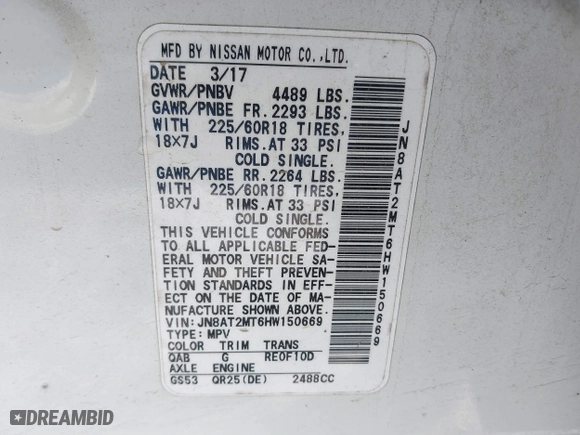 MFD BY NISSAN MOTOR CO.,LTD.
DATE 3/17
GVWR/PNBV 4489 LBS.
GAWR/PNBE FR. 2293 LBS.
WITH 225/60R18 TIRES,
18×7J RIMS.AT 33 PSI
COLD SINGLE.
GAWR/PNBE RR. 2264 LBS.
WITH 225/60R18 TIRES,
18×7J RIMS.AT 33 PSI
COLD SINGLE.
THIS VEHICLE CONFORMS
TO ALL APPLICABLE FED-
ERAL MOTOR VEHICLE SA-
FETY AND THEFT PREVEN-
TION STANDARDS IN EFF-
ECT ON THE DATE OF MA-
NUFACTURE SHOWN ABOVE.
VIN: JN8AT2MT6HW150669
TYPE: MPV
COLOR TRIM TRANS
QAB G RE0F10D
AXLE ENGINE
GS53 QR25(DE) 2488CC
JN8AT2MT6HW150669
DREAMBID